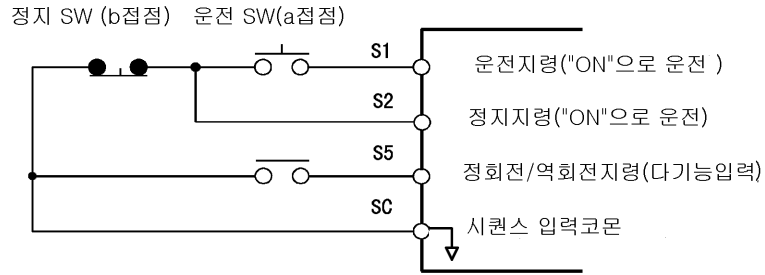 정지 SW (b접점) 운전 SW(a접점)
S1 운전지령("ON"으로 운전 )
S2 정지지령("ON"으로 운전)
S5 정회전/역회전지령(다기능입력)
SC 시퀀스 입력코몬